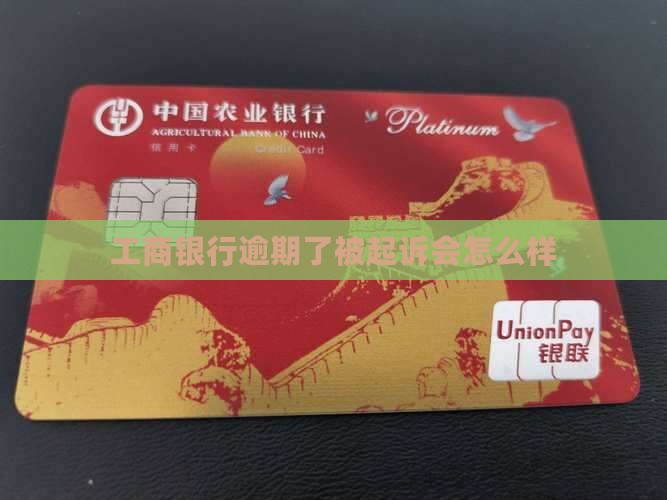 中国农业银行
AGRICULTURAL BANK OF CHINA
信用卡
Credit Card
Platinum
工商银行逾期了被起诉会怎么样
UnionPay
银联